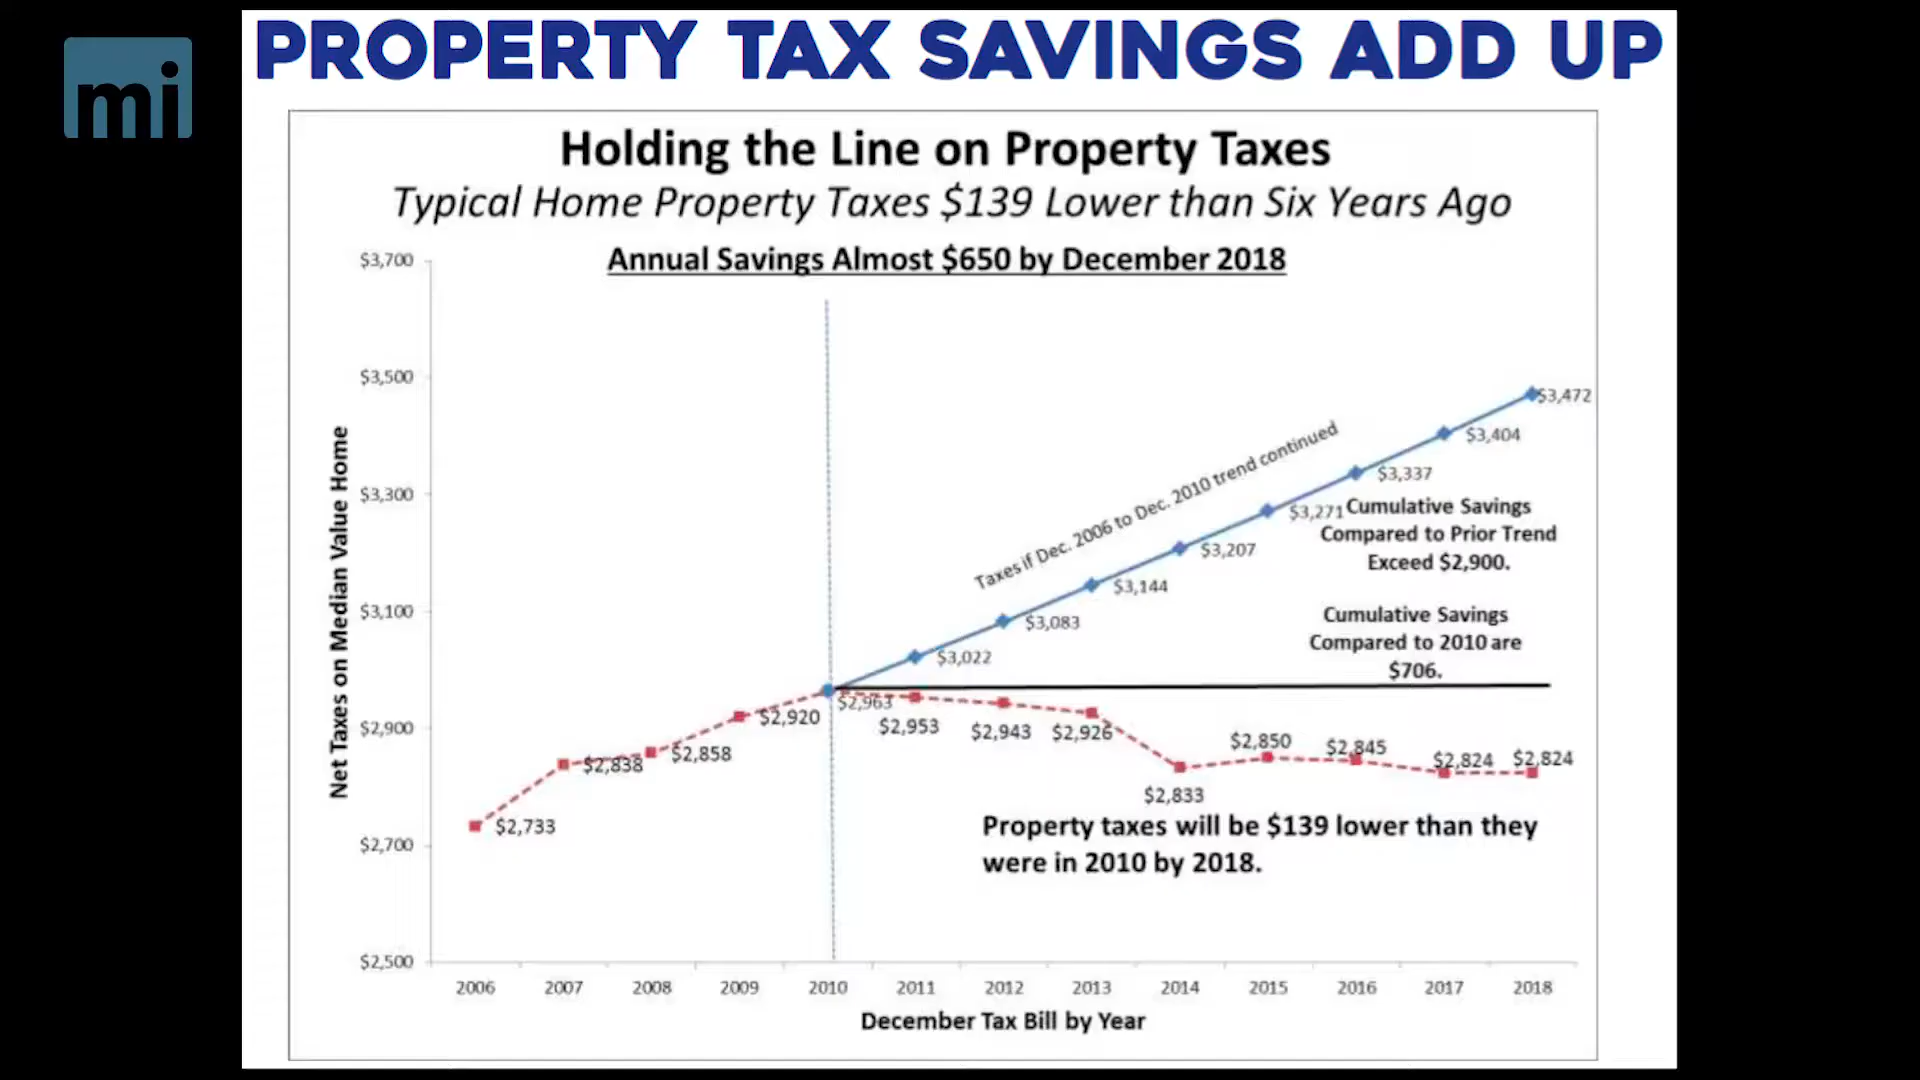 mi
PROPERTY TAX SAVINGS ADD UP
Holding the Line on Property Taxes
Typical Home Property Taxes $139 Lower than Six Years Ago
Annual Savings Almost $650 by December 2018
$3,700
$3,500
$3,300
$3,100
$2,900
$2,700
$2,500
Net Taxes on Median Value Home
Taxes if Dec. 2006 to Dec. 2010 trend continued
$3,472
$3,404
$3,337
$3,271
$3,207
$3,144
$3,083
$3,022
Cumulative Savings
Compared to Prior Trend
Exceed $2,900.
Cumulative Savings
Compared to 2010 are
$706.
$2,733
$2,838
$2,858
$2,920
$2,963
$2,953
$2,943
$2,926
$2,833
$2,850
$2,845
$2,824
$2,824
Property taxes will be $139 lower than they
were in 2010 by 2018.
2006 2007 2008 2009 2010 2011 2012 2013 2014 2015 2016 2017 2018
December Tax Bill by Year